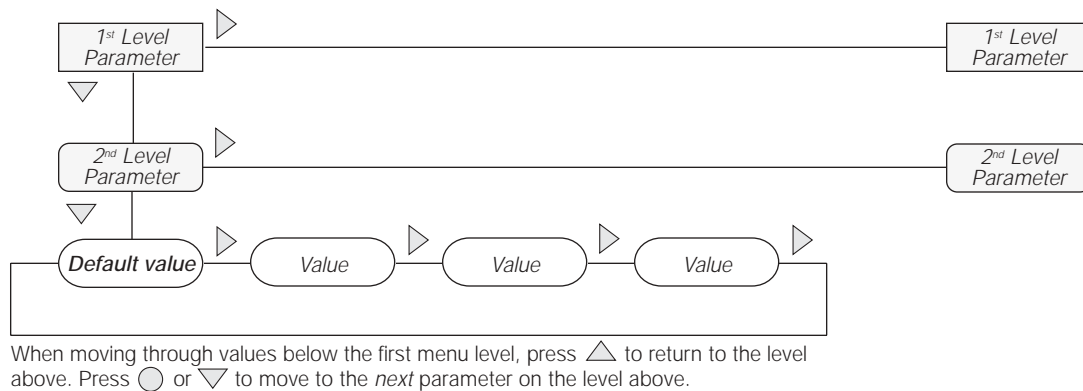 1st Level
Parameter
1st Level
Parameter
2nd Level
Parameter
2nd Level
Parameter
Default value
Value
Value
Value
When moving through values below the first menu level, press to return to the level
above. Press or to move to the next parameter on the level above.